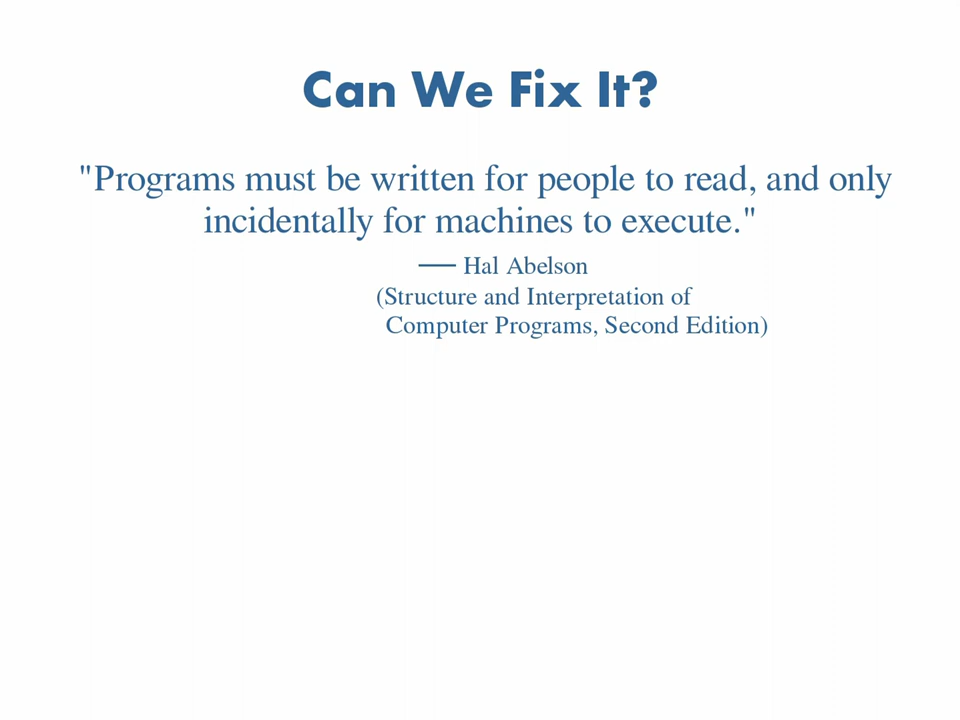 Can We Fix It?
"Programs must be written for people to read, and only
incidentally for machines to execute."
— Hal Abelson
(Structure and Interpretation of
Computer Programs, Second Edition)